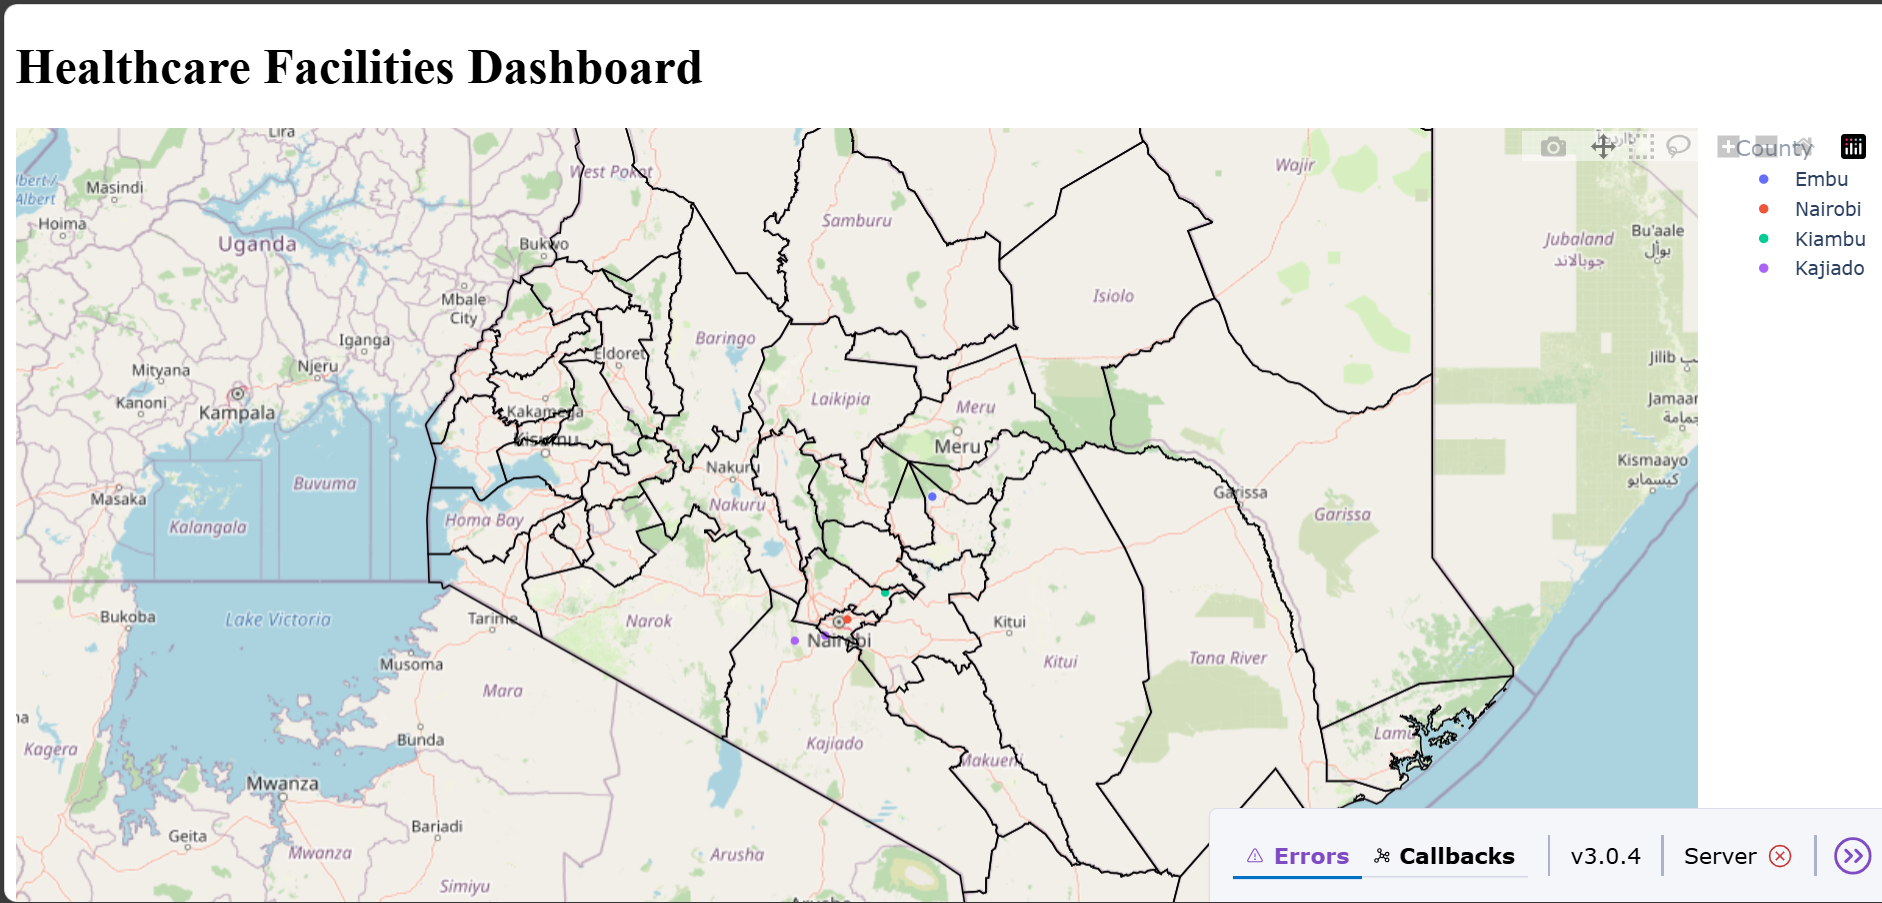 Healthcare Facilities Dashboard
Lira
West Pokot
Wajir
County
Masindi
Albert
Samburu
Embu
Hoima
Nairobi
Uganda
Bukwo
Jubaland
جوبالاند
Bu'aale
بوأل
Kiambu
Kajiado
Mbale
City
Isiolo
Iganga
Baringo
Eldoret
Mityana
Njeru
Jilib
Kanoni
Kampala
Kakamega
Laikipia
Meru
Jamaar
جمامة
Kisumu
Meru
Kismaayo
كيسمايو
Nakuru
Masaka
Buvuma
Garissa
Kalangala
Homa Bay
Nakuru
Garissa
Bukoba
Lake Victoria
Tarime
Narok
Nairobi
Kitui
Musoma
Kitui
Tana River
Mara
Kagera
Bunda
Kajiado
Makueni
Lamu
Mwanza
Geita
Bariadi
Mwanza
Arusha
Simiyu
Errors
Callbacks
v3.0.4
Server